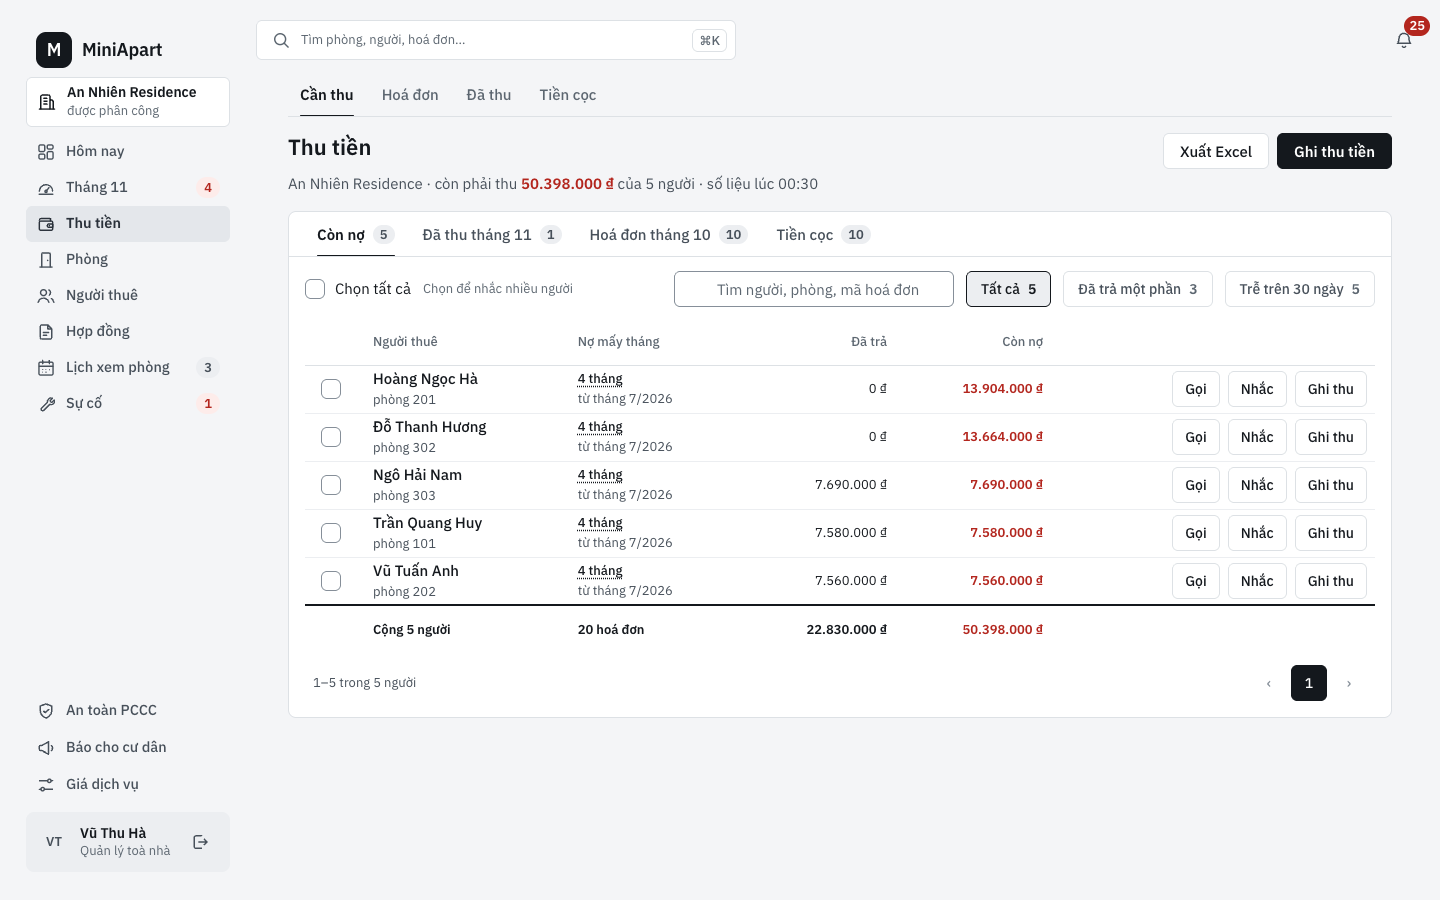 M MiniApart
An Nhiên Residence
được phân công
Hôm nay
Tháng 11 4
Thu tiền
Phòng
Người thuê
Hợp đồng
Lịch xem phòng 3
Sự cố 1
An toàn PCCC
Báo cho cư dân
Giá dịch vụ
VT
Vũ Thu Hà
Quản lý toà nhà
Tìm phòng, người, hoá đơn... ⌘K
25
Cần thu Hoá đơn Đã thu Tiền cọc
Thu tiền
Xuất Excel Ghi thu tiền
An Nhiên Residence · còn phải thu 50.398.000 ₫ của 5 người · số liệu lúc 00:30
Còn nợ 5 Đã thu tháng 11 1 Hoá đơn tháng 10 10 Tiền cọc 10
Chọn tất cả Chọn để nhắc nhiều người Tìm người, phòng, mã hoá đơn Tất cả 5 Đã trả một phần 3 Trễ trên 30 ngày 5
Người thuê Nợ mấy tháng Đã trả Còn nợ
Hoàng Ngọc Hà 4 tháng 0 ₫ 13.904.000 ₫ Gọi Nhắc Ghi thu
phòng 201 từ tháng 7/2026
Đỗ Thanh Hương 4 tháng 0 ₫ 13.664.000 ₫ Gọi Nhắc Ghi thu
phòng 302 từ tháng 7/2026
Ngô Hải Nam 4 tháng 7.690.000 ₫ 7.690.000 ₫ Gọi Nhắc Ghi thu
phòng 303 từ tháng 7/2026
Trần Quang Huy 4 tháng 7.580.000 ₫ 7.580.000 ₫ Gọi Nhắc Ghi thu
phòng 101 từ tháng 7/2026
Vũ Tuấn Anh 4 tháng 7.560.000 ₫ 7.560.000 ₫ Gọi Nhắc Ghi thu
phòng 202 từ tháng 7/2026
Cộng 5 người 20 hoá đơn 22.830.000 ₫ 50.398.000 ₫
1–5 trong 5 người ‹ 1 ›